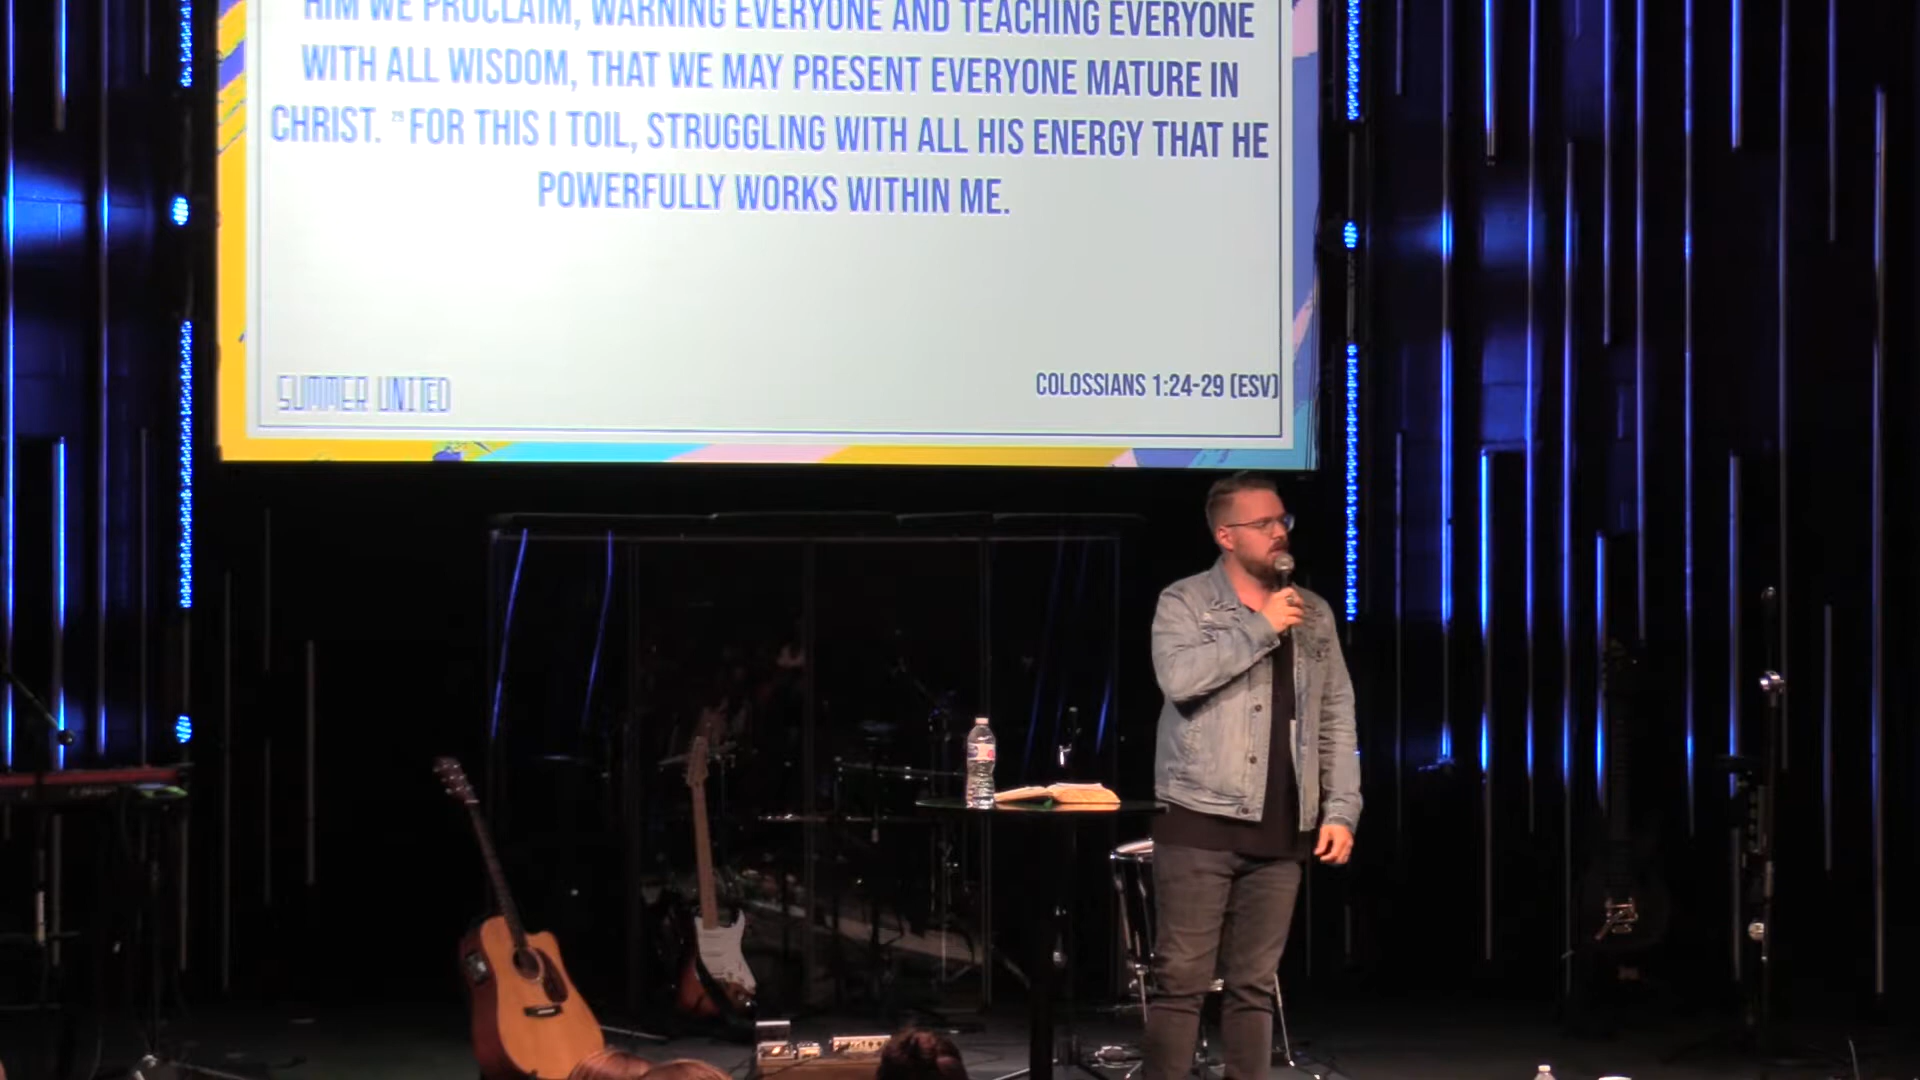 HIM WE PROCLAIM, WARNING EVERYONE AND TEACHING EVERYONE
WITH ALL WISDOM, THAT WE MAY PRESENT EVERYONE MATURE IN
CHRIST. 29 FOR THIS I TOIL, STRUGGLING WITH ALL HIS ENERGY THAT HE
POWERFULLY WORKS WITHIN ME.
SUMMER UNITED
COLOSSIANS 1:24-29 (ESV)